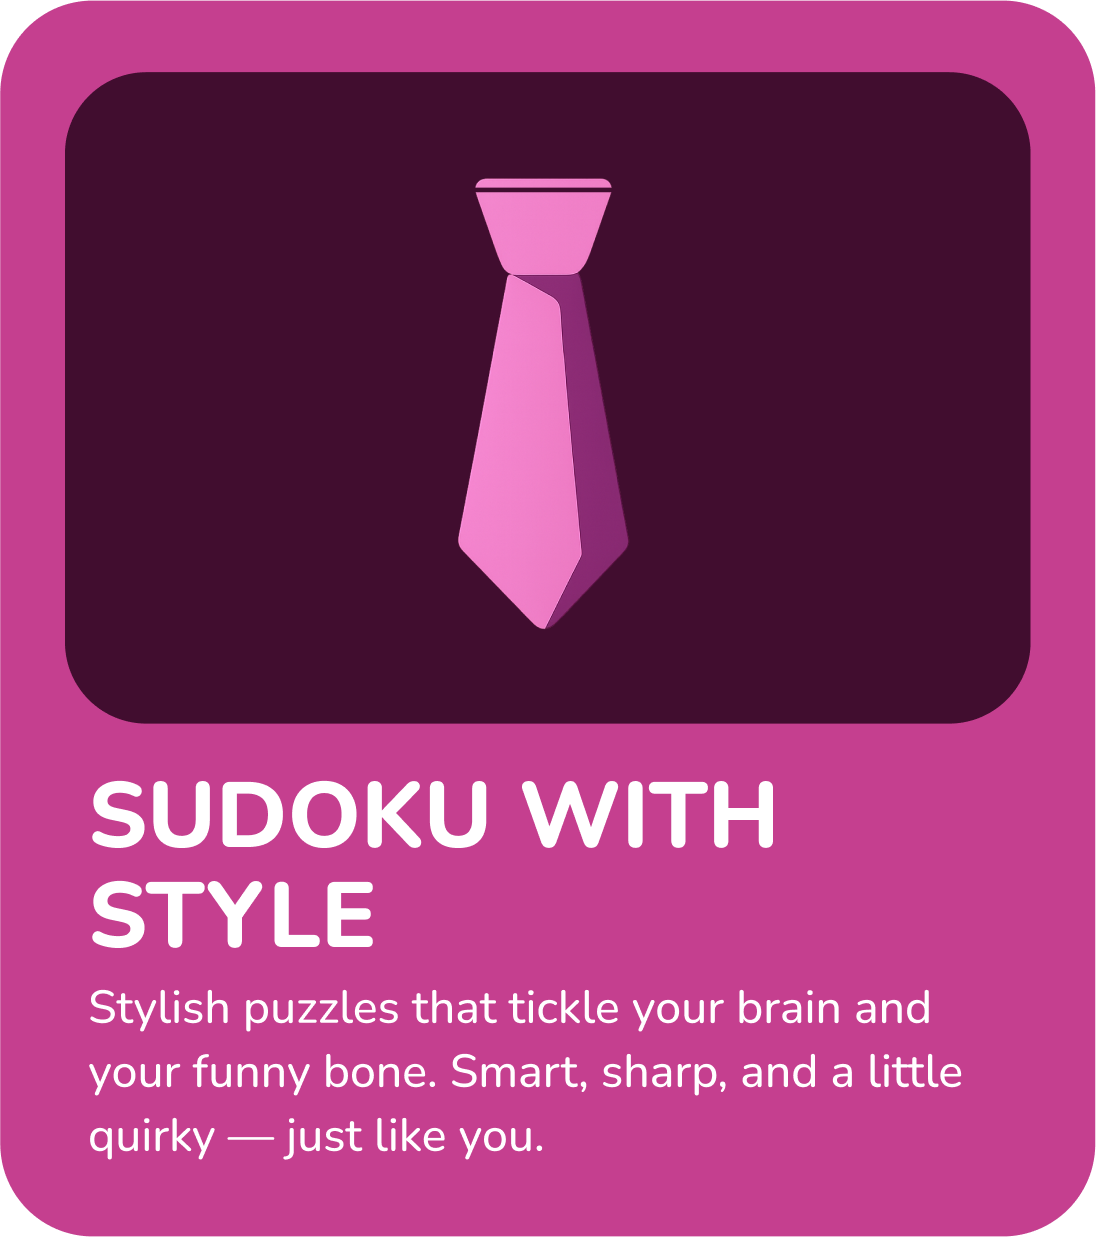 SUDOKU WITH
STYLE
Stylish puzzles that tickle your brain and
your funny bone. Smart, sharp, and a little
quirky — just like you.